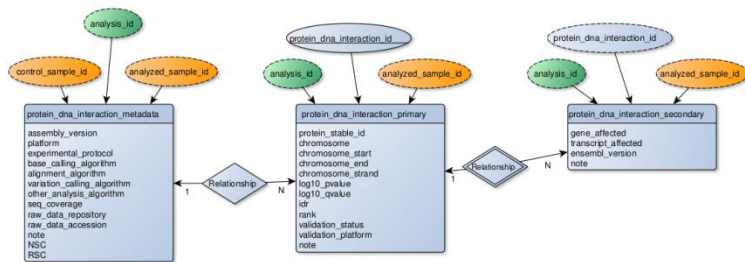 analysis_id
control_sample_id
analyzed_sample_id
protein_dna_interaction_metadata
assembly_version
platform
experimental_protocol
base_calling_algorithm
alignment_algorithm
variation_calling_algorithm
other_analysis_algorithm
seq_coverage
raw_data_repository
raw_data_accession
note
NSC
RSC
1
Relationship
N
protein_dna_interaction_id
analysis_id
analyzed_sample_id
protein_dna_interaction_primary
protein_stable_id
chromosome
chromosome_start
chromosome_end
chromosome_strand
log10_pvalue
log10_qvalue
idr
rank
validation_status
validation_platform
note
1
Relationship
N
protein_dna_interaction_id
analysis_id
analyzed_sample_id
protein_dna_interaction_secondary
gene_affected
transcript_affected
ensembl_version
note